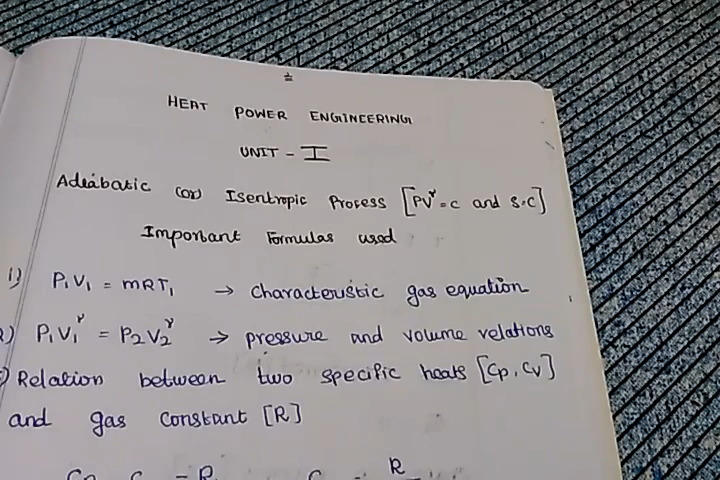 HEAT POWER ENGINEERING
UNIT - I
Adiabatic (or) Isentropic Process [PV^γ = C and S=C]
Important Formulas used
1) P₁V₁ = mRT₁ → characteristic gas equation
2) P₁V₁^γ = P₂V₂^γ → pressure and volume relations
) Relation between two specific heats [Cp, Cv]
and gas constant [R]